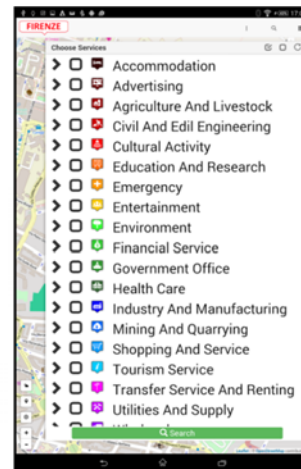 FIRENZE
Choose Services
Accommodation
Advertising
Agriculture And Livestock
Civil And Edil Engineering
Cultural Activity
Education And Research
Emergency
Entertainment
Environment
Financial Service
Government Office
Health Care
Industry And Manufacturing
Mining And Quarrying
Shopping And Service
Tourism Service
Transfer Service And Renting
Utilities And Supply
Search